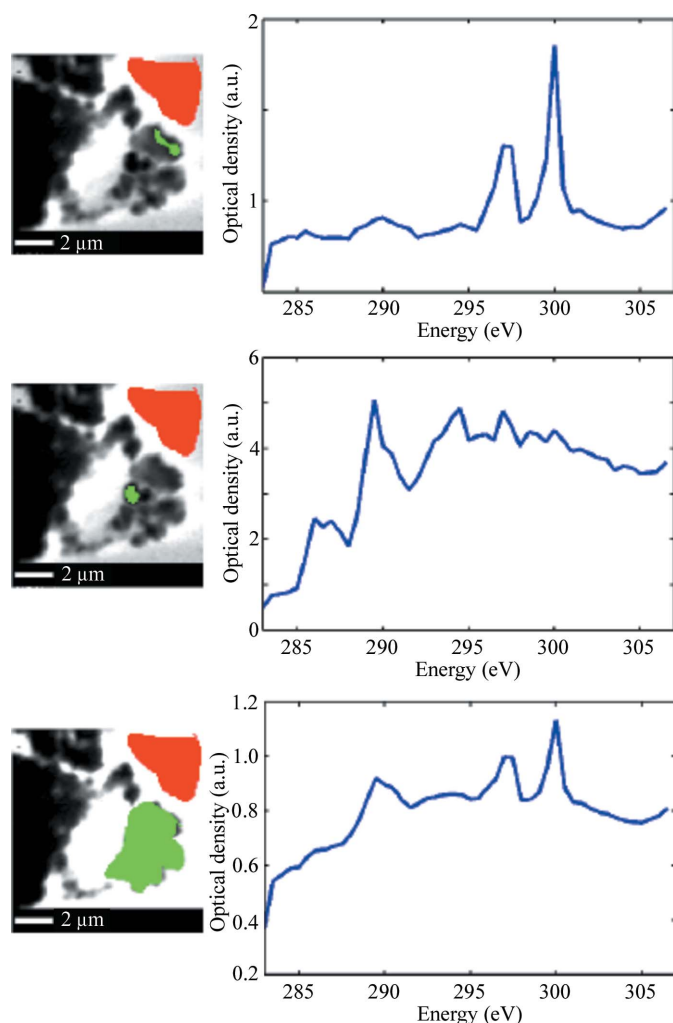 2
1
Optical density (a.u.)
285 290 295 300 305
Energy (eV)
2 µm
6
4
2
0
Optical density (a.u.)
285 290 295 300 305
Energy (eV)
2 µm
1.2
1.0
0.8
0.6
0.4
0.2
Optical density (a.u.)
285 290 295 300 305
Energy (eV)
2 µm